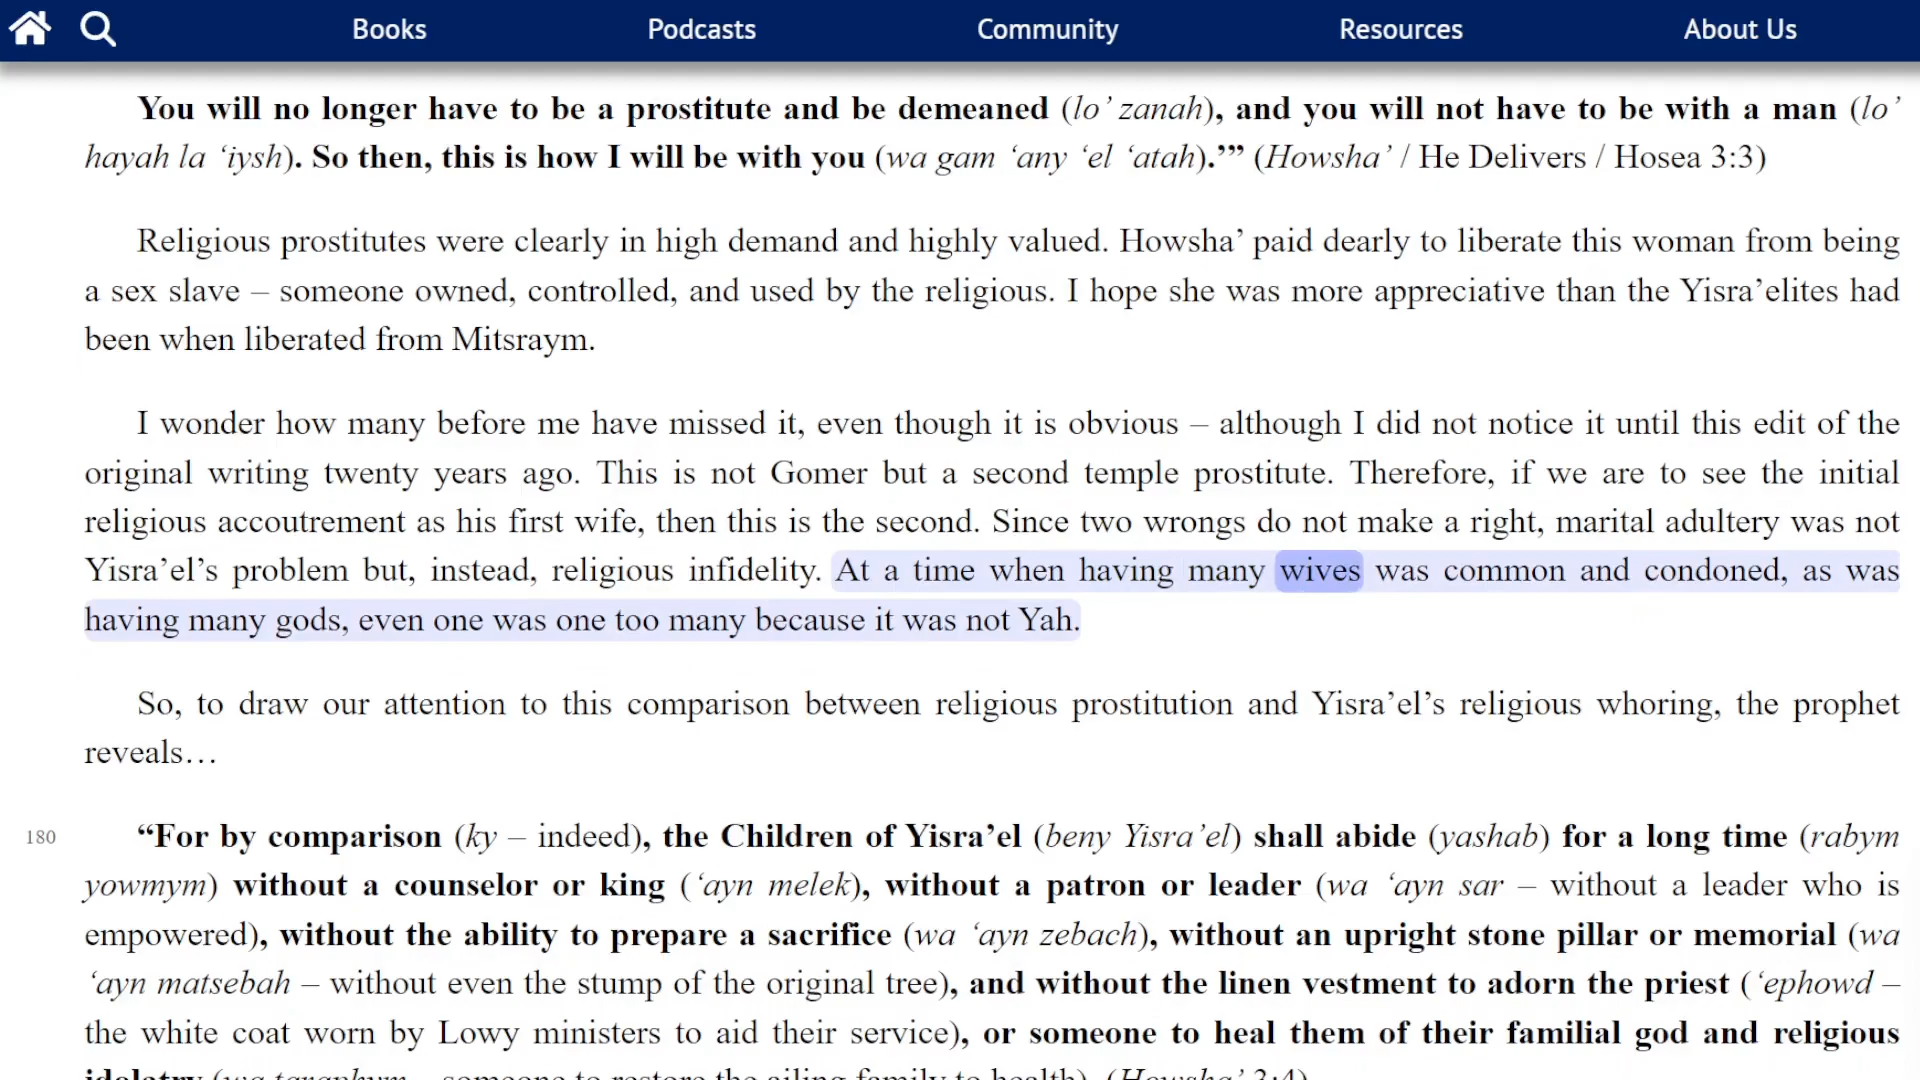 Books Podcasts Community Resources About Us
You will no longer have to be a prostitute and be demeaned (lo’ zanah), and you will not have to be with a man (lo’
hayah la ‘iysh). So then, this is how I will be with you (wa gam ‘any ‘el ‘atah).’” (Howsha’ / He Delivers / Hosea 3:3)
Religious prostitutes were clearly in high demand and highly valued. Howsha’ paid dearly to liberate this woman from being
a sex slave – someone owned, controlled, and used by the religious. I hope she was more appreciative than the Yisra’elites had
been when liberated from Mitsraym.
I wonder how many before me have missed it, even though it is obvious – although I did not notice it until this edit of the
original writing twenty years ago. This is not Gomer but a second temple prostitute. Therefore, if we are to see the initial
religious accoutrement as his first wife, then this is the second. Since two wrongs do not make a right, marital adultery was not
Yisra’el’s problem but, instead, religious infidelity. At a time when having many wives was common and condoned, as was
having many gods, even one was one too many because it was not Yah.
So, to draw our attention to this comparison between religious prostitution and Yisra’el’s religious whoring, the prophet
reveals…
180 “For by comparison (ky – indeed), the Children of Yisra’el (beny Yisra’el) shall abide (yashab) for a long time (rabym
yowmym) without a counselor or king (‘ayn melek), without a patron or leader (wa ‘ayn sar – without a leader who is
empowered), without the ability to prepare a sacrifice (wa ‘ayn zebach), without an upright stone pillar or memorial (wa
‘ayn matsebah – without even the stump of the original tree), and without the linen vestment to adorn the priest (‘ephowd –
the white coat worn by Lowy ministers to aid their service), or someone to heal them of their familial god and religious
idolatry (wa taraphym – someone to restore the ailing family to health). (Howsha’ 3:4)